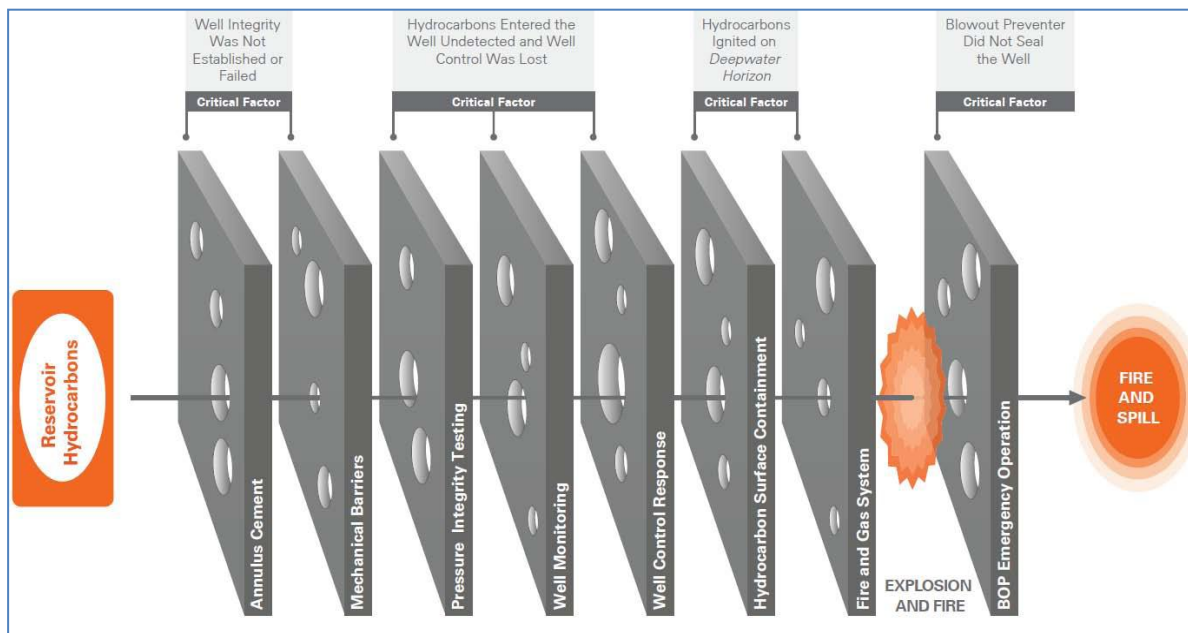 Well Integrity
Was Not
Established or
Failed
Critical Factor
Hydrocarbons Entered the
Well Undetected and Well
Control Was Lost
Critical Factor
Hydrocarbons
Ignited on
Deepwater
Horizon
Critical Factor
Blowout Preventer
Did Not Seal
the Well
Critical Factor
Reservoir
Hydrocarbons
Annulus Cement
Mechanical Barriers
Pressure Integrity Testing
Well Monitoring
Well Control Response
Hydrocarbon Surface Containment
Fire and Gas System
EXPLOSION
AND FIRE
BOP Emergency Operation
FIRE
AND
SPILL